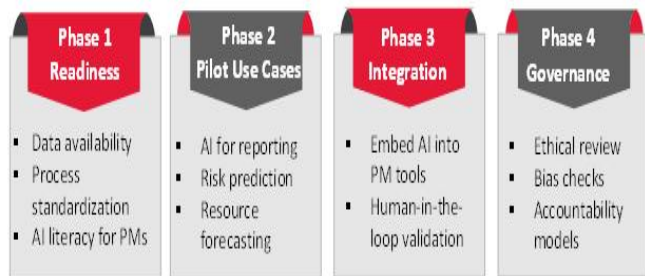 Phase 1
Readiness
▪ Data availability
▪ Process
standardization
▪ AI literacy for PMs
Phase 2
Pilot Use Cases
▪ AI for reporting
▪ Risk prediction
▪ Resource
forecasting
Phase 3
Integration
▪ Embed AI into
PM tools
▪ Human-in-the-
loop validation
Phase 4
Governance
▪ Ethical review
▪ Bias checks
▪ Accountability
models